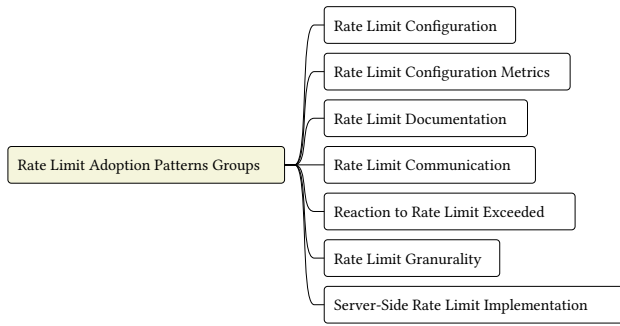 Rate Limit Configuration
Rate Limit Configuration Metrics
Rate Limit Documentation
Rate Limit Adoption Patterns Groups
Rate Limit Communication
Reaction to Rate Limit Exceeded
Rate Limit Granurality
Server-Side Rate Limit Implementation